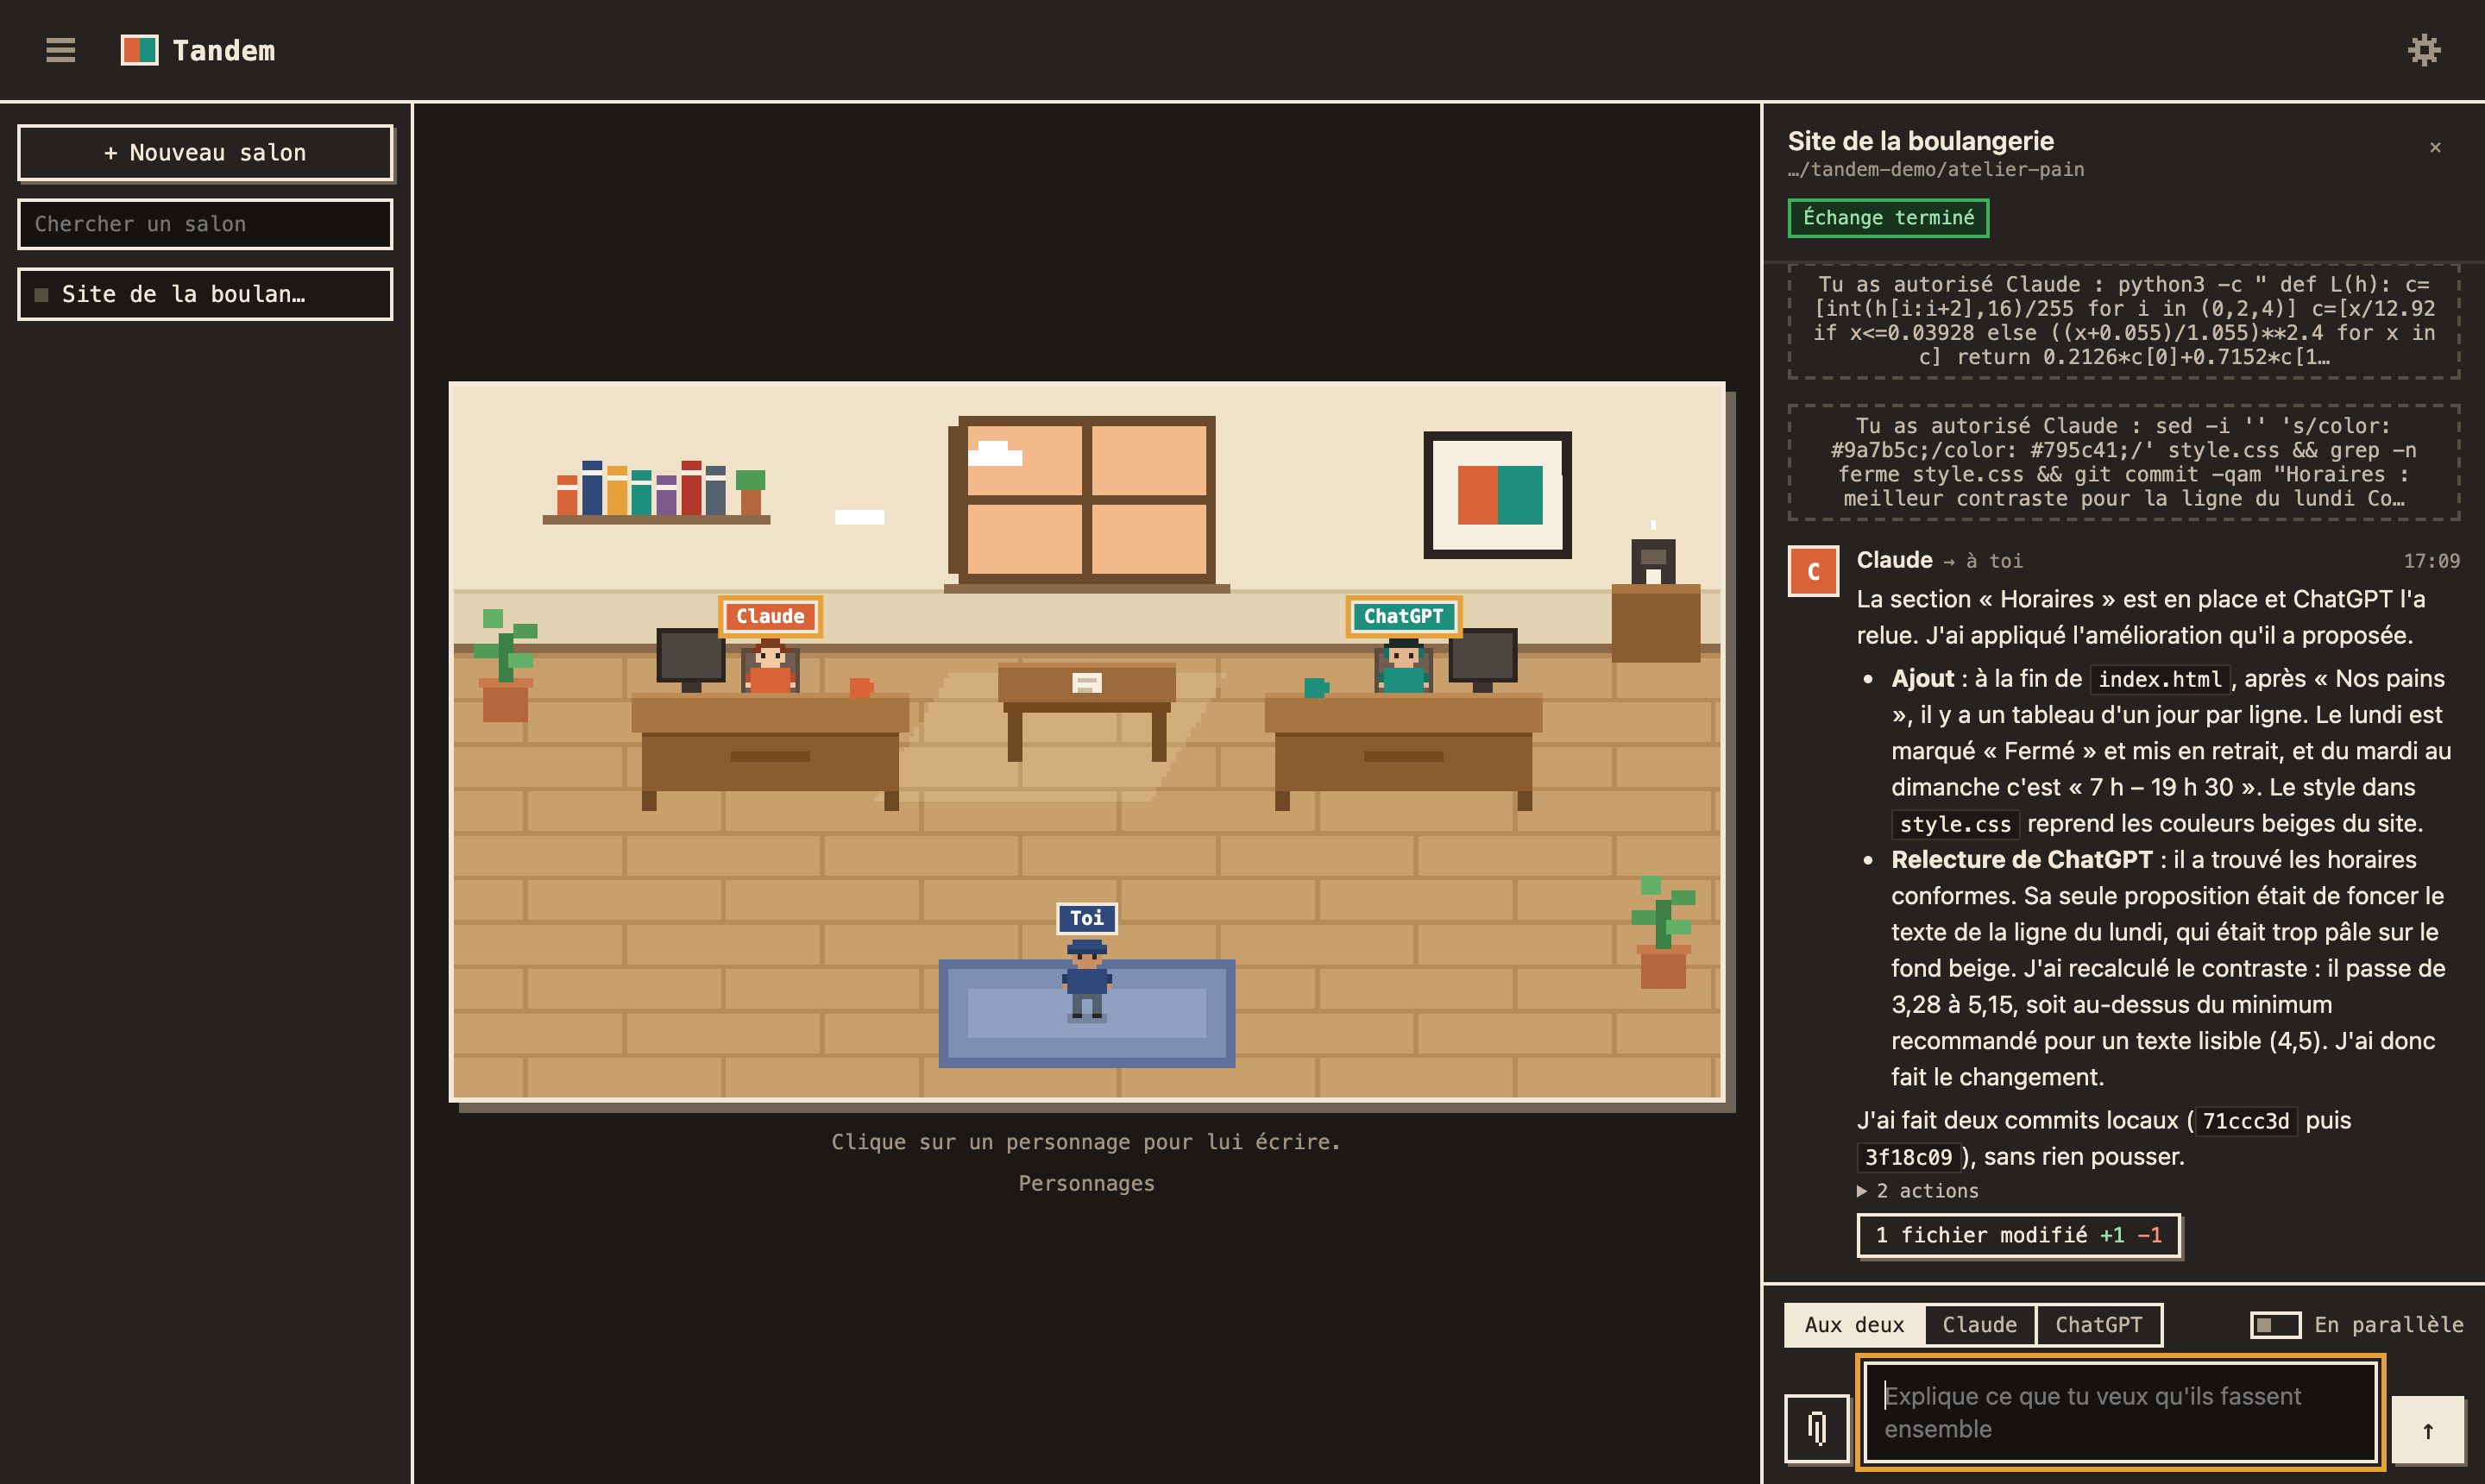 Tandem
+ Nouveau salon
Chercher un salon
Site de la boulan…
Claude
ChatGPT
Toi
Clique sur un personnage pour lui écrire.
Personnages
Site de la boulangerie
×
…/tandem-demo/atelier-pain
Échange terminé
Tu as autorisé Claude : python3 -c " def L(h): c=
[int(h[i:i+2],16)/255 for i in (0,2,4)] c=[x/12.92
if x<=0.03928 else ((x+0.055)/1.055)**2.4 for x in
c] return 0.2126*c[0]+0.7152*c[1…
Tu as autorisé Claude : sed -i '' 's/color:
#9a7b5c;/color: #795c41;/' style.css && grep -n
ferme style.css && git commit -qam "Horaires :
meilleur contraste pour la ligne du lundi Co…
C
Claude → à toi 17:09
La section « Horaires » est en place et ChatGPT l'a
relue. J'ai appliqué l'amélioration qu'il a proposée.
• Ajout : à la fin de index.html, après « Nos pains
», il y a un tableau d'un jour par ligne. Le lundi est
marqué « Fermé » et mis en retrait, et du mardi au
dimanche c'est « 7 h – 19 h 30 ». Le style dans
style.css reprend les couleurs beiges du site.
• Relecture de ChatGPT : il a trouvé les horaires
conformes. Sa seule proposition était de foncer le
texte de la ligne du lundi, qui était trop pâle sur le
fond beige. J'ai recalculé le contraste : il passe de
3,28 à 5,15, soit au-dessus du minimum
recommandé pour un texte lisible (4,5). J'ai donc
fait le changement.
J'ai fait deux commits locaux (71ccc3d puis
3f18c09), sans rien pousser.
▶ 2 actions
1 fichier modifié +1 −1
Aux deux Claude ChatGPT En parallèle
Explique ce que tu veux qu'ils fassent
ensemble
↑